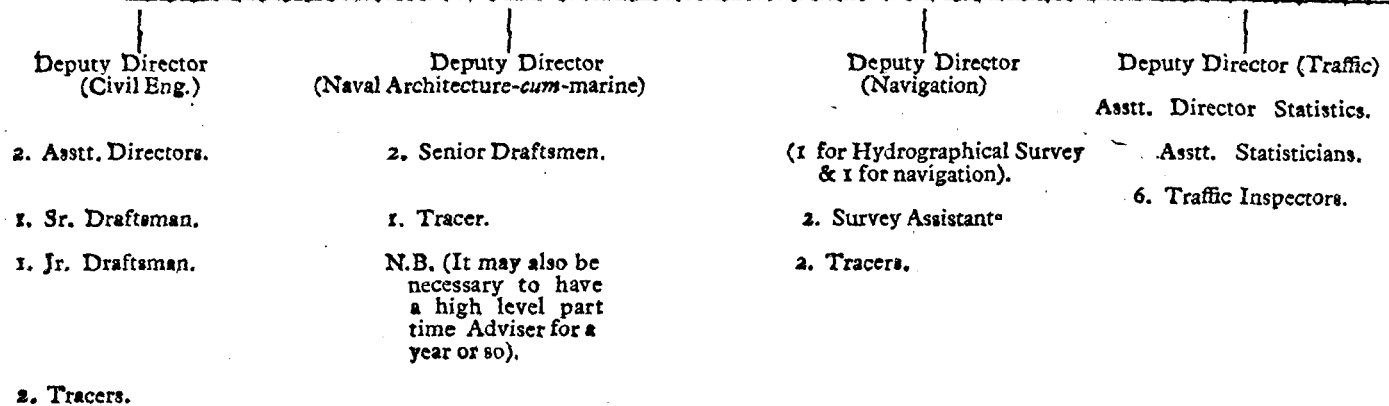 Deputy Director
(Civil Eng.)
2. Asstt. Directors.
1. Sr. Draftsman.
1. Jr. Draftsman.
2. Tracers.
Deputy Director
(Naval Architecture-cum-marine)
2. Senior Draftsmen.
1. Tracer.
N.B. (It may also be
necessary to have
a high level part
time Adviser for a
year or so).
Deputy Director
(Navigation)
(1 for Hydrographical Survey
& 1 for navigation).
2. Survey Assistants
2. Tracers.
Deputy Director (Traffic)
Asstt. Director Statistics.
Asstt. Statisticians.
6. Traffic Inspectors.